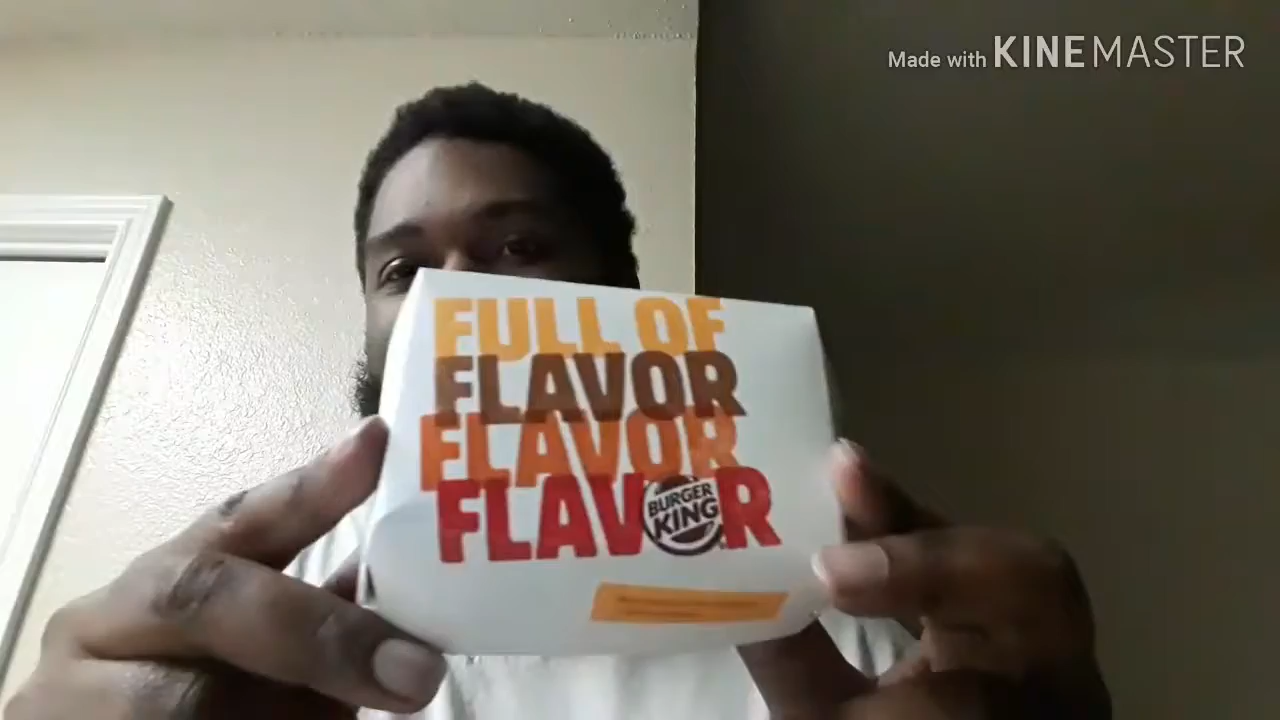 Made with KINEMASTER
FULL OF
FLAVOR
FLAVOR
FLAVOR
BURGER
KING